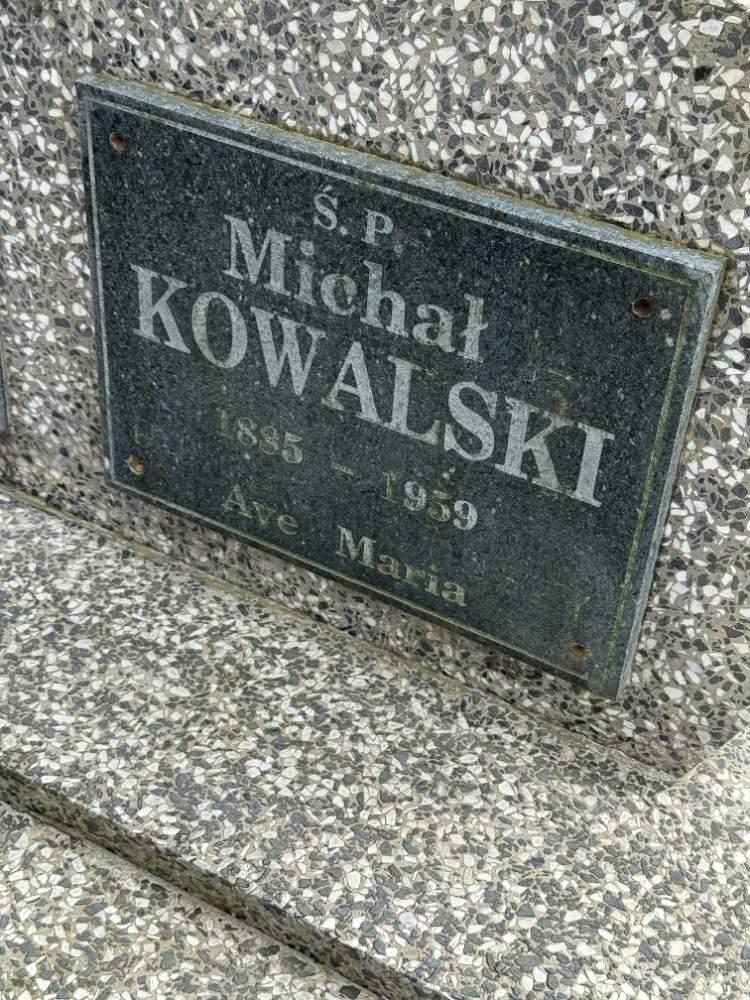 Ś. P.
Michał
KOWALSKI
1885 – 1959
Ave Maria